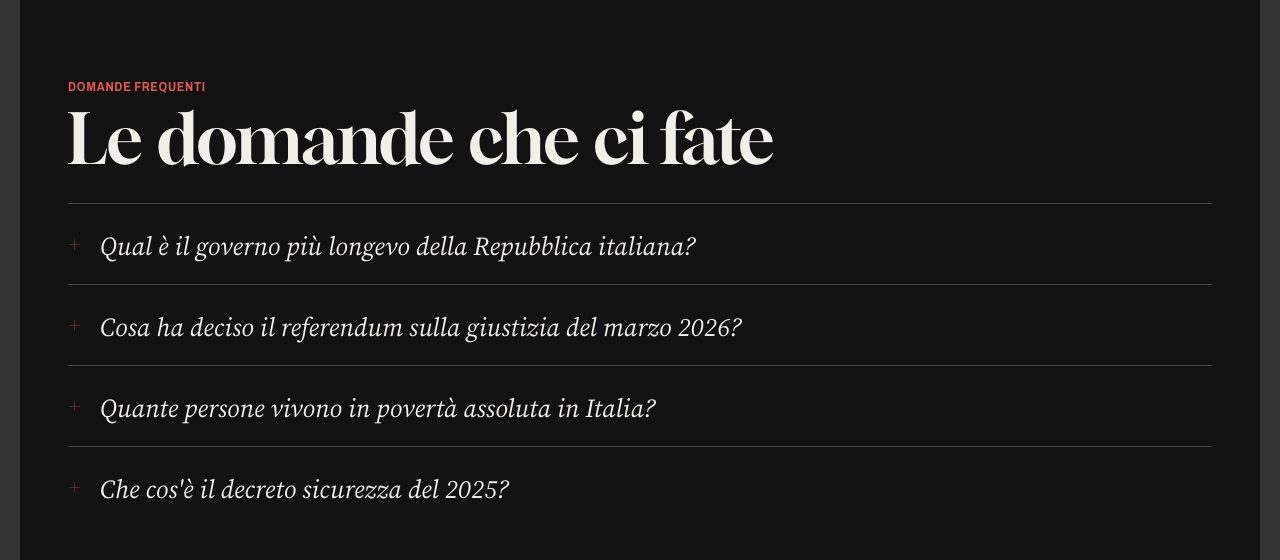 DOMANDE FREQUENTI
Le domande che ci fate
+ Qual è il governo più longevo della Repubblica italiana?
+ Cosa ha deciso il referendum sulla giustizia del marzo 2026?
+ Quante persone vivono in povertà assoluta in Italia?
+ Che cos'è il decreto sicurezza del 2025?